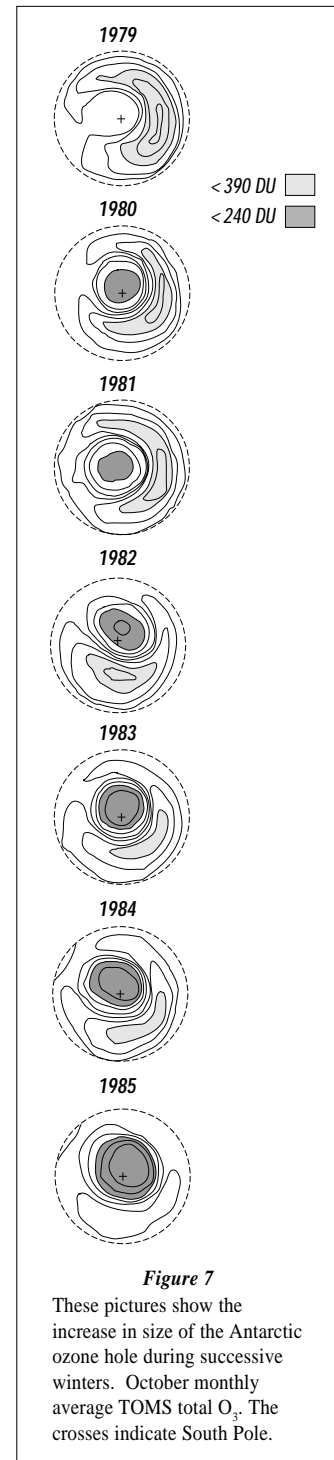 1979
< 390 DU
< 240 DU
1980
1981
1982
1983
1984
1985
Figure 7
These pictures show the
increase in size of the Antarctic
ozone hole during successive
winters. October monthly
average TOMS total O₃. The
crosses indicate South Pole.